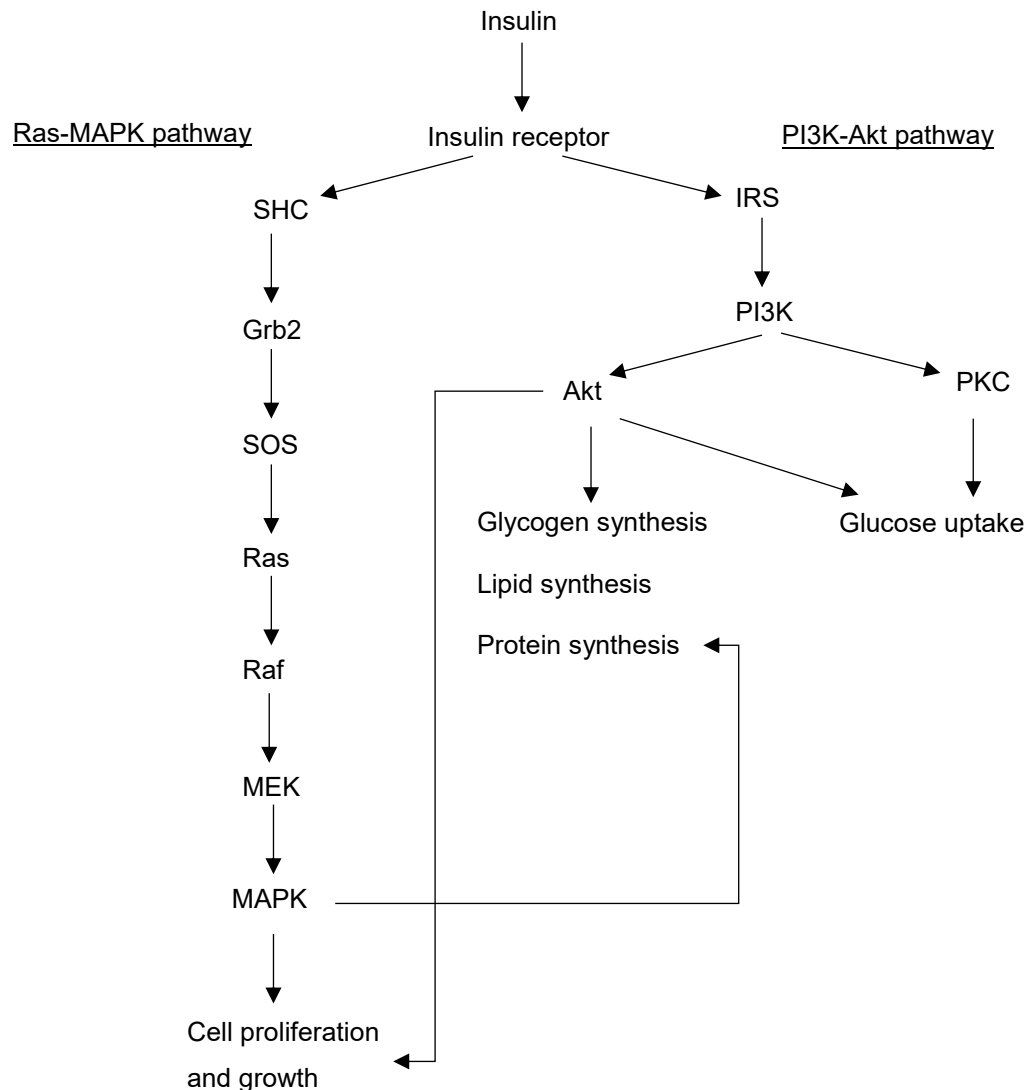 Insulin
Ras-MAPK pathway
Insulin receptor
PI3K-Akt pathway
SHC
IRS
Grb2
PI3K
Akt
PKC
SOS
Glycogen synthesis
Glucose uptake
Ras
Lipid synthesis
Protein synthesis
Raf
MEK
MAPK
Cell proliferation
and growth